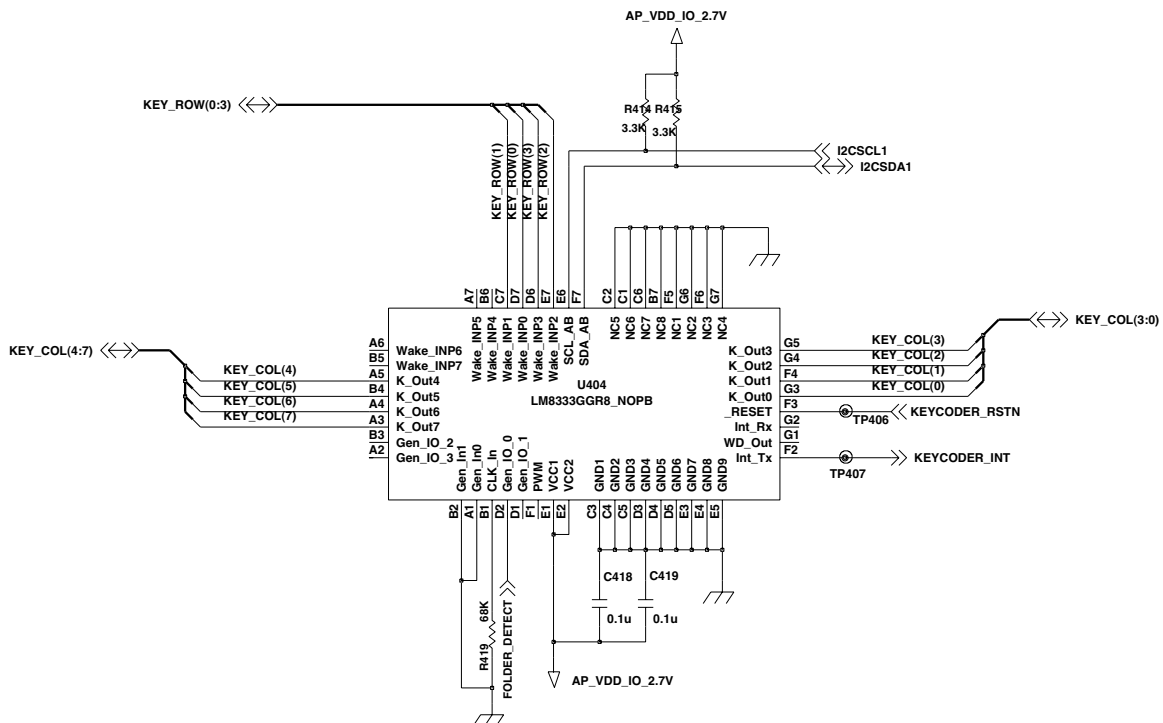 AP_VDD_IO_2.7V
KEY_ROW(0:3)
R414 R415
3.3K 3.3K
I2CSCL1
I2CSDA1
KEY_ROW(1)
KEY_ROW(0)
KEY_ROW(3)
KEY_ROW(2)
A7 B6 C7 D7 D6 E7 E6 F7 C2 C1 C6 B7 F5 G6 F6 G7
Wake_INP5
Wake_INP4
Wake_INP1
Wake_INP0
Wake_INP3
Wake_INP2
SCL_AB
SDA_AB
NC5
NC6
NC7
NC8
NC1
NC2
NC3
NC4
KEY_COL(4:7)
KEY_COL(4)
KEY_COL(5)
KEY_COL(6)
KEY_COL(7)
A6 Wake_INP6
B5 Wake_INP7
A5 K_Out4
B4 K_Out5
A4 K_Out6
A3 K_Out7
B3 Gen_IO_2
A2 Gen_IO_3
U404
LM8333GGR8_NOPB
KEY_COL(3:0)
K_Out3 G5 KEY_COL(3)
K_Out2 G4 KEY_COL(2)
K_Out1 F4 KEY_COL(1)
K_Out0 G3 KEY_COL(0)
_RESET F3 TP406 KEYCODER_RSTN
Int_Rx G2
WD_Out G1
Int_Tx F2 TP407 KEYCODER_INT
Gen_In1
Gen_In0
CLK_In
Gen_IO_0
Gen_IO_1
PWM
VCC1
VCC2
GND1
GND2
GND3
GND4
GND5
GND6
GND7
GND8
GND9
B2 A1 B1 D2 D1 F1 E1 E2 C3 C4 C5 D3 D4 D5 E3 E4 E5
R419 68K
FOLDER_DETECT
C418 C419
0.1u 0.1u
AP_VDD_IO_2.7V